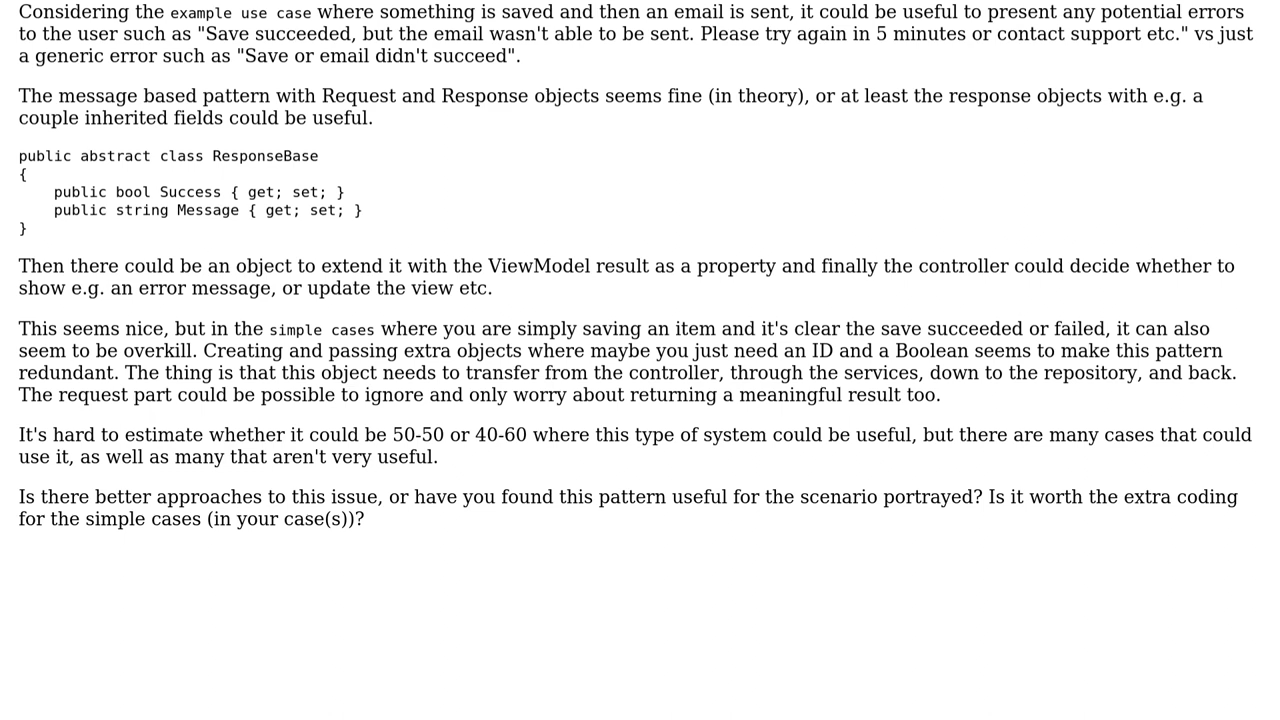 Considering the example use case where something is saved and then an email is sent, it could be useful to present any potential errors
to the user such as "Save succeeded, but the email wasn't able to be sent. Please try again in 5 minutes or contact support etc." vs just
a generic error such as "Save or email didn't succeed".
The message based pattern with Request and Response objects seems fine (in theory), or at least the response objects with e.g. a
couple inherited fields could be useful.
public abstract class ResponseBase
{
    public bool Success { get; set; }
    public string Message { get; set; }
}
Then there could be an object to extend it with the ViewModel result as a property and finally the controller could decide whether to
show e.g. an error message, or update the view etc.
This seems nice, but in the simple cases where you are simply saving an item and it's clear the save succeeded or failed, it can also
seem to be overkill. Creating and passing extra objects where maybe you just need an ID and a Boolean seems to make this pattern
redundant. The thing is that this object needs to transfer from the controller, through the services, down to the repository, and back.
The request part could be possible to ignore and only worry about returning a meaningful result too.
It's hard to estimate whether it could be 50-50 or 40-60 where this type of system could be useful, but there are many cases that could
use it, as well as many that aren't very useful.
Is there better approaches to this issue, or have you found this pattern useful for the scenario portrayed? Is it worth the extra coding
for the simple cases (in your case(s))?